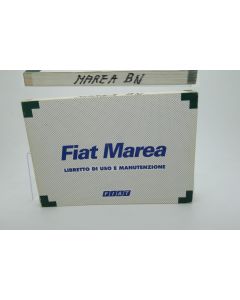 MAREA BN
Fiat Marea
LIBRETTO DI USO E MANUTENZIONE
FIAT